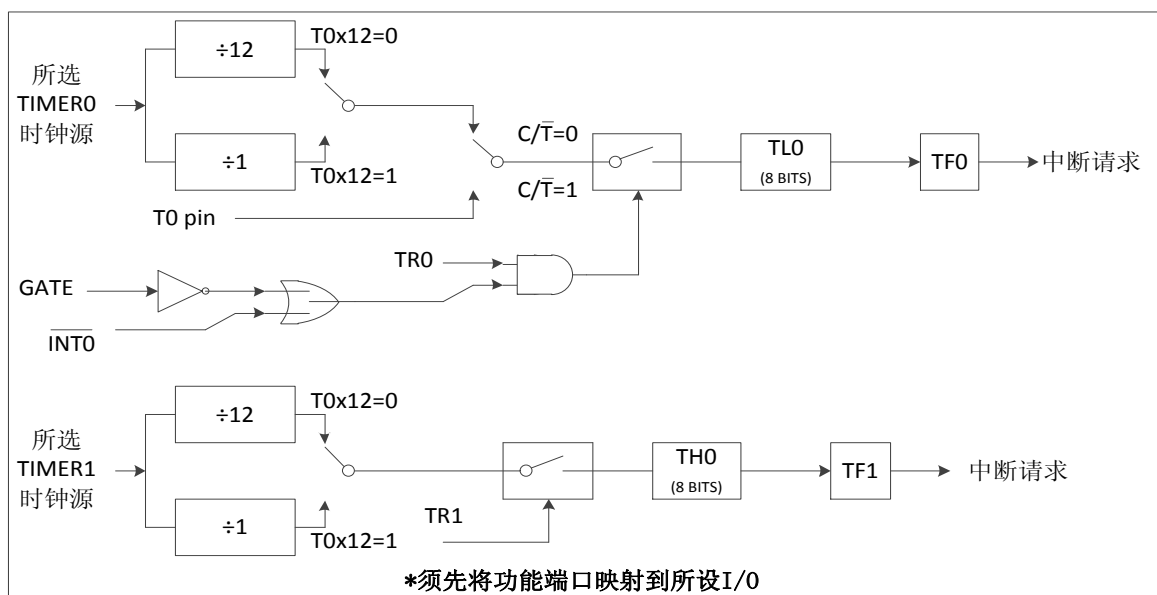 ÷12
T0x12=0
所选
TIMER0
时钟源
÷1
T0x12=1
C/T̅=0
C/T̅=1
TL0
(8 BITS)
TF0
中断请求
T0 pin
TR0
GATE
I̅N̅T̅0̅
÷12
T0x12=0
所选
TIMER1
时钟源
÷1
T0x12=1
TR1
TH0
(8 BITS)
TF1
中断请求
*须先将功能端口映射到所设I/O